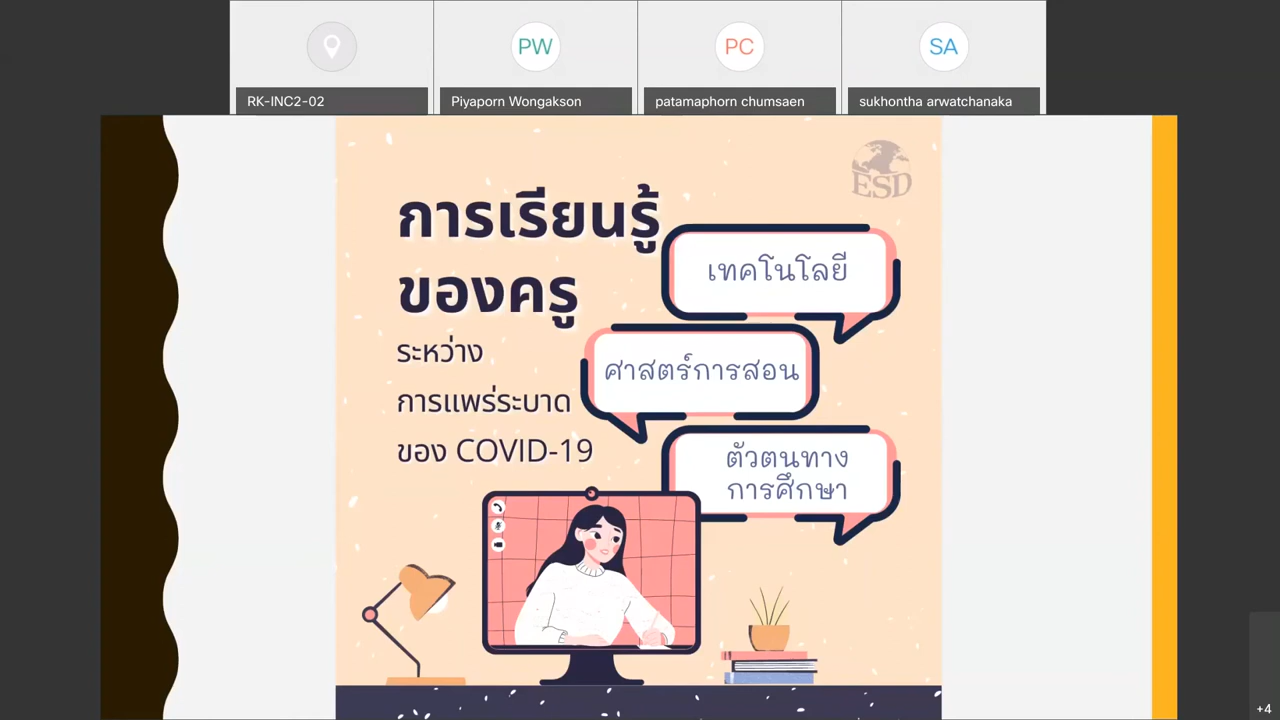 PW
PC
SA
RK-INC2-02
Piyaporn Wongakson
patamaphorn chumsaen
sukhontha arwatchanaka
ESD
การเรียนรู้
ของครู
ระหว่าง
การแพร่ระบาด
ของ COVID-19
เทคโนโลยี
ศาสตร์การสอน
ตัวตนทาง
การศึกษา
+4